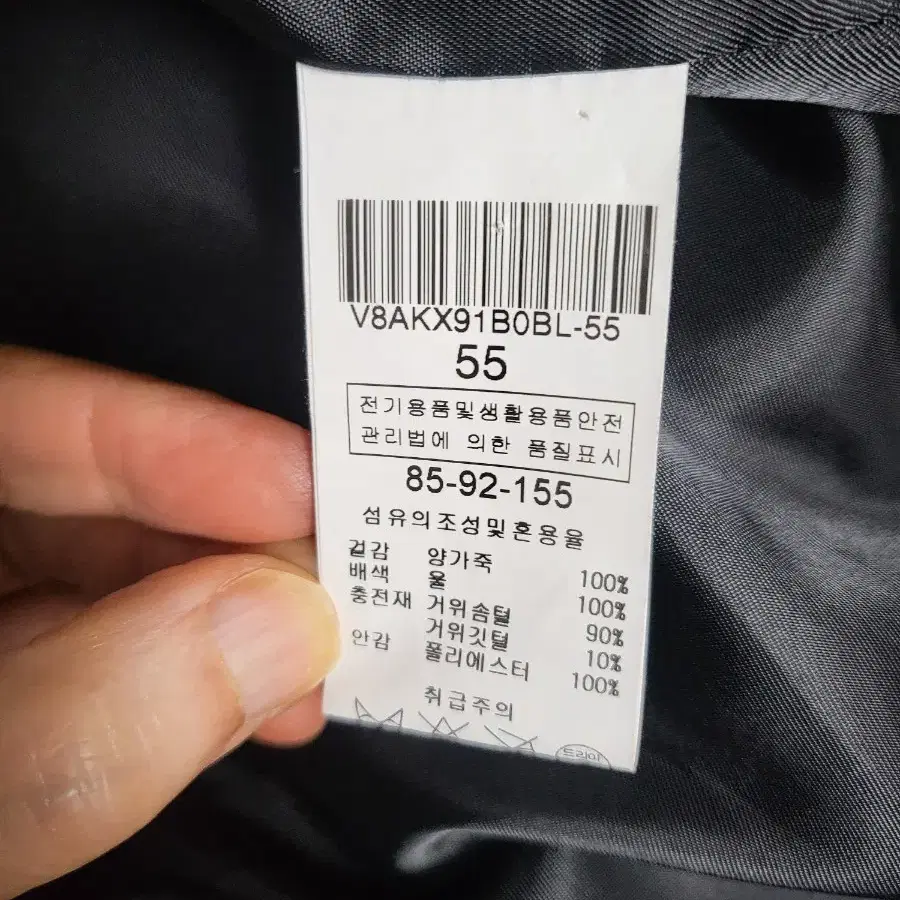 V8AKX91B0BL-55
55
전기용품및생활용품안전
관리법에 의한 품질표시
85-92-155
섬유의조성및혼용율
겉감 양가죽 100%
배색 울 100%
충전재 거위솜털 90%
거위깃털 10%
안감 폴리에스터 100%
취급주의
드라이